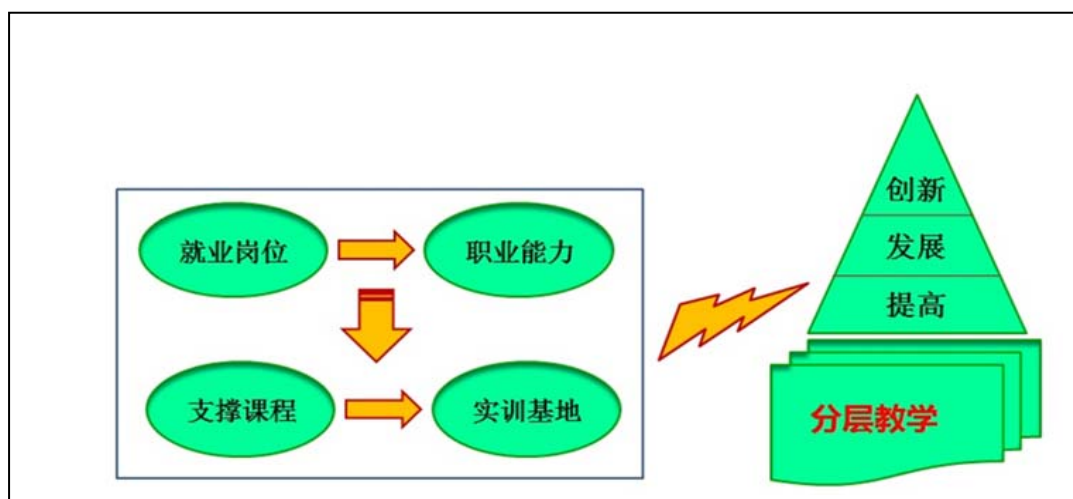 就业岗位
职业能力
支撑课程
实训基地
创新
发展
提高
分层教学